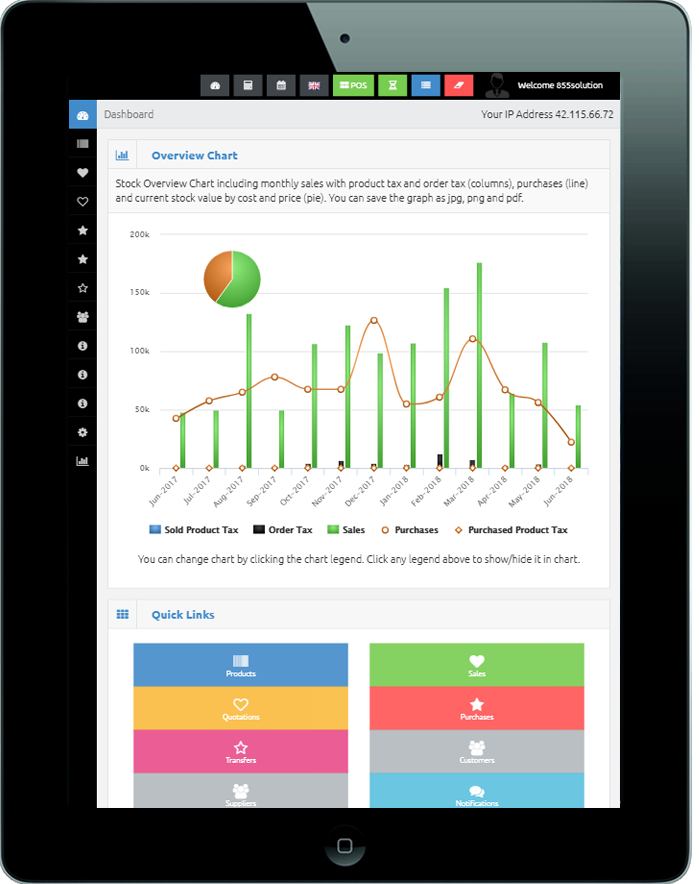 POS
Welcome 855solution
Dashboard
Your IP Address 42.115.66.72
Overview Chart
Stock Overview Chart including monthly sales with product tax and order tax (columns), purchases (line)
and current stock value by cost and price (pie). You can save the graph as jpg, png and pdf.
200k
150k
100k
50k
0k
Jun-2017 Jul-2017 Aug-2017 Sep-2017 Oct-2017 Nov-2017 Dec-2017 Jan-2018 Feb-2018 Mar-2018 Apr-2018 May-2018 Jun-2018
Sold Product Tax Order Tax Sales Purchases Purchased Product Tax
You can change chart by clicking the chart legend. Click any legend above to show/hide it in chart.
Quick Links
Products Sales
Quotations Purchases
Transfers Customers
Suppliers Notifications